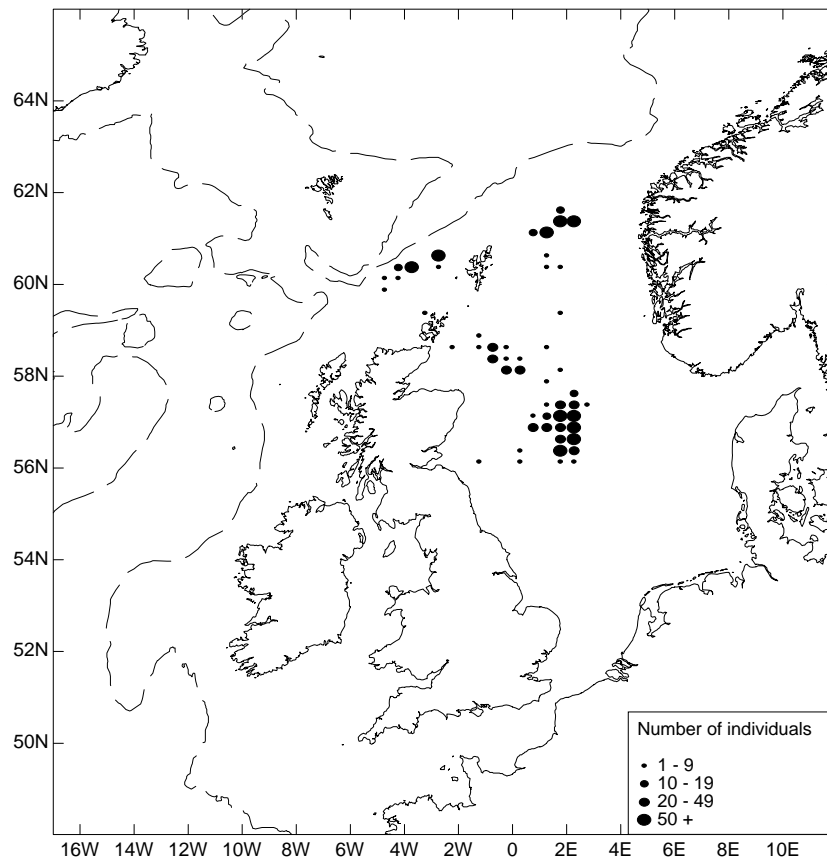 64N
62N
60N
58N
56N
54N
52N
50N
Number of individuals
1 - 9
10 - 19
20 - 49
50 +
16W 14W 12W 10W 8W 6W 4W 2W 0 2E 4E 6E 8E 10E